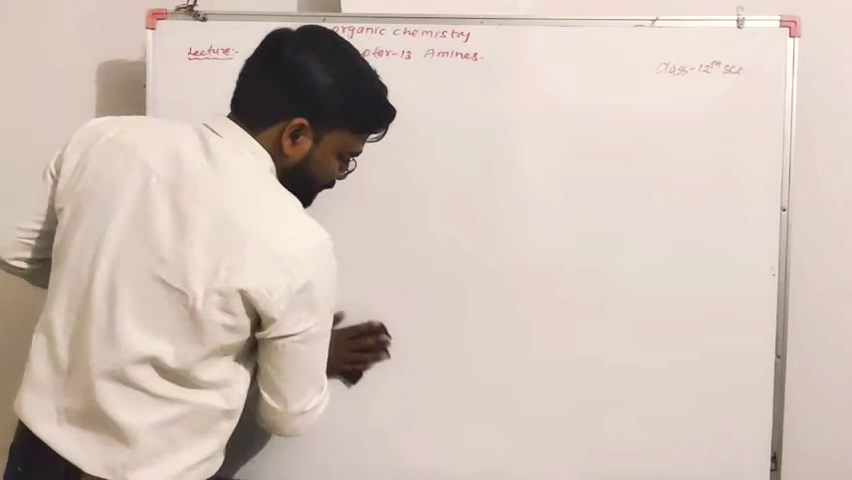 organic chemistry
Lecture:- pter-13 Amines-
Class-12th sci.